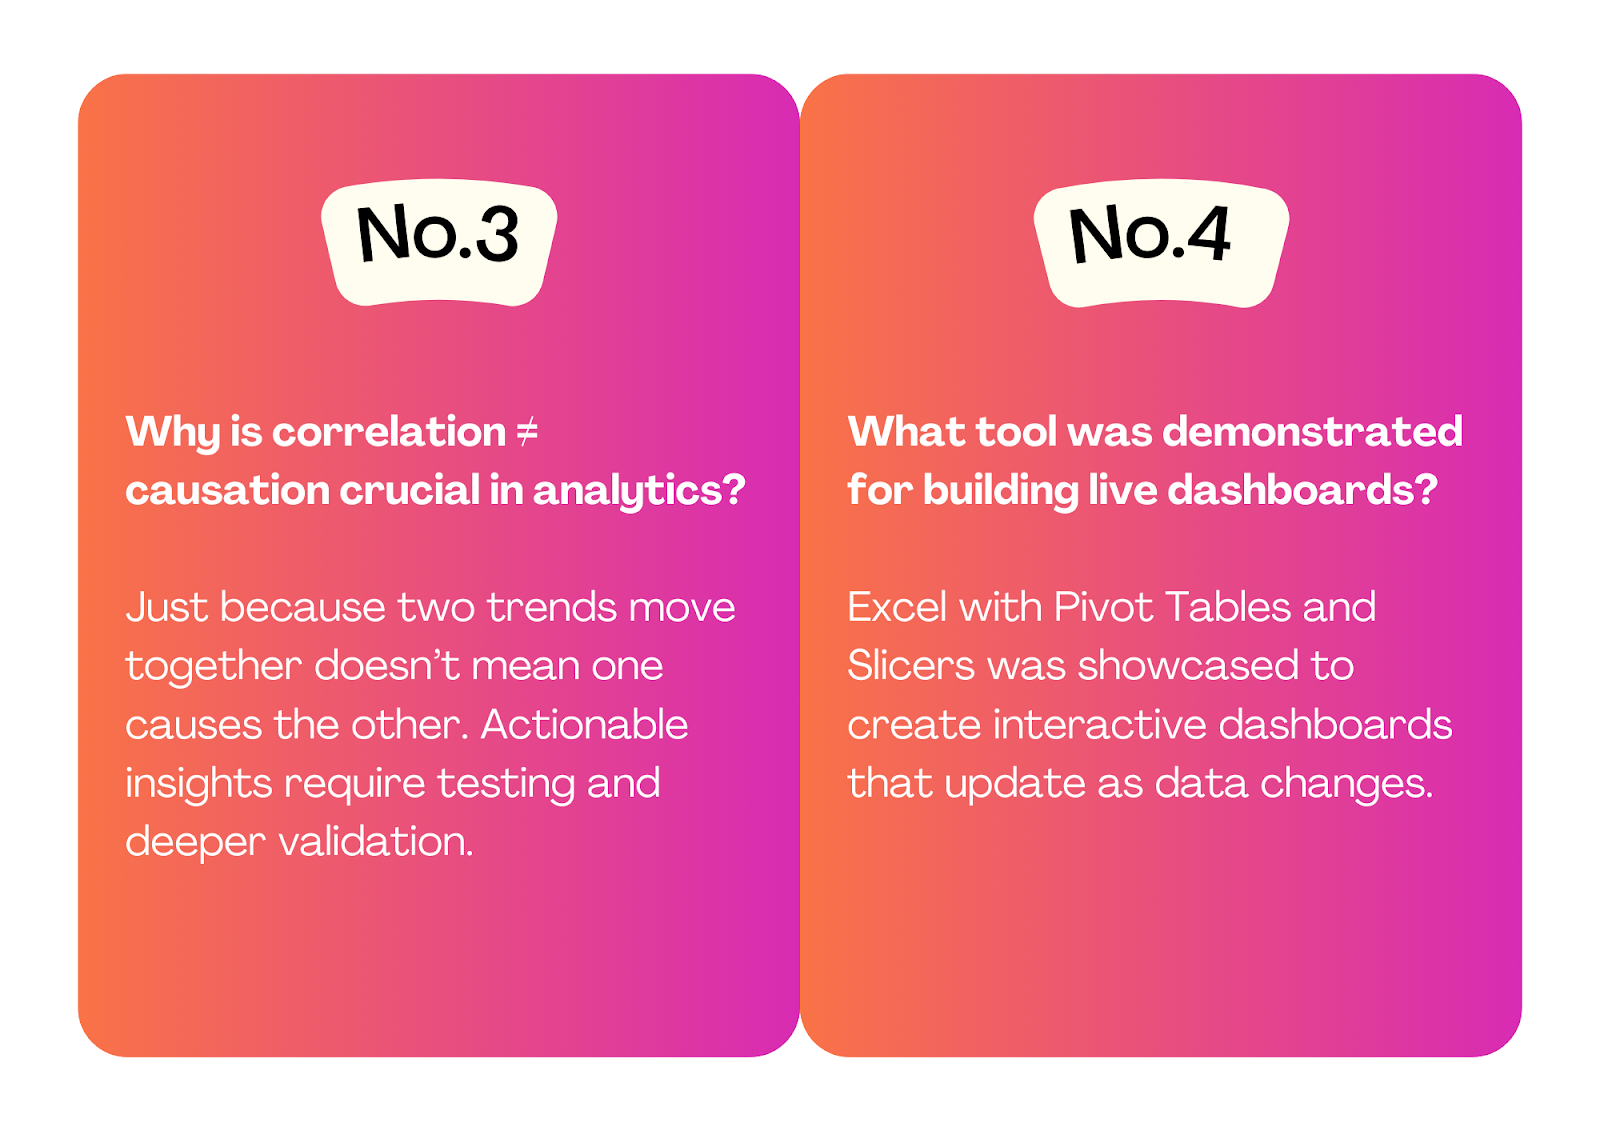 No.3
Why is correlation ≠
causation crucial in analytics?
Just because two trends move
together doesn’t mean one
causes the other. Actionable
insights require testing and
deeper validation.
No.4
What tool was demonstrated
for building live dashboards?
Excel with Pivot Tables and
Slicers was showcased to
create interactive dashboards
that update as data changes.